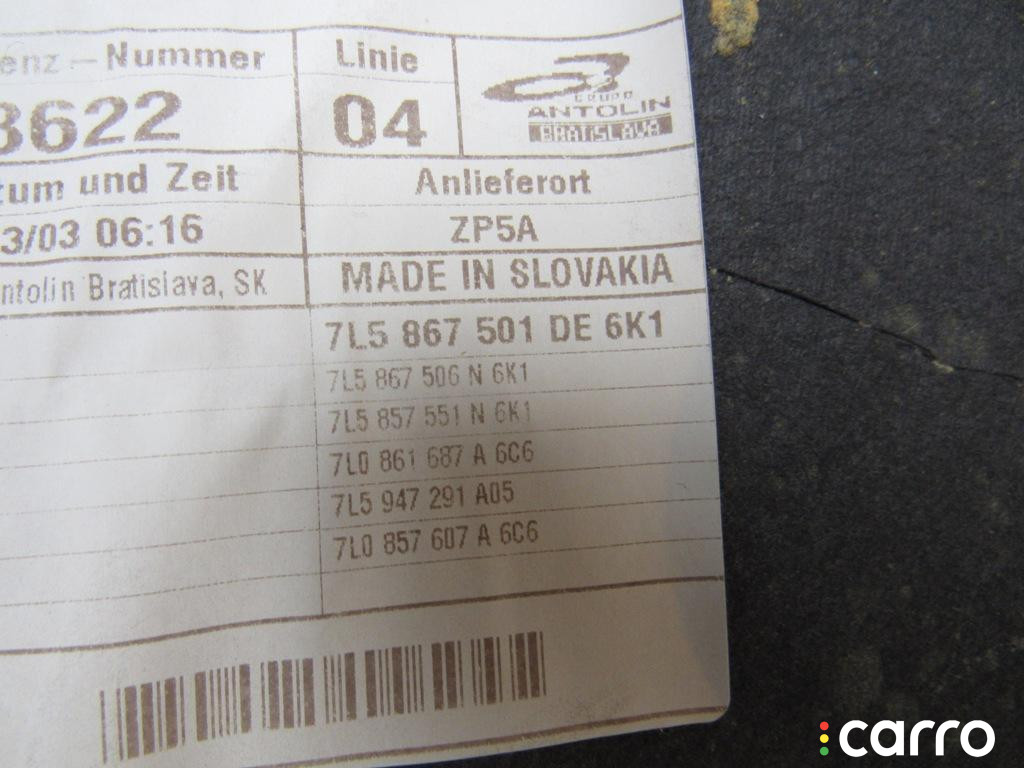 enz-Nummer Linie
3622 04 GRUPO ANTOLIN BRATISLAVA
tum und Zeit Anlieferort
3/03 06:16 ZP5A
ntolin Bratislava, SK MADE IN SLOVAKIA
7L5 867 501 DE 6K1
7L5 867 506 N 6K1
7L5 857 551 N 6K1
7L0 861 687 A 6C6
7L5 947 291 A05
7L0 857 607 A 6C6
carro